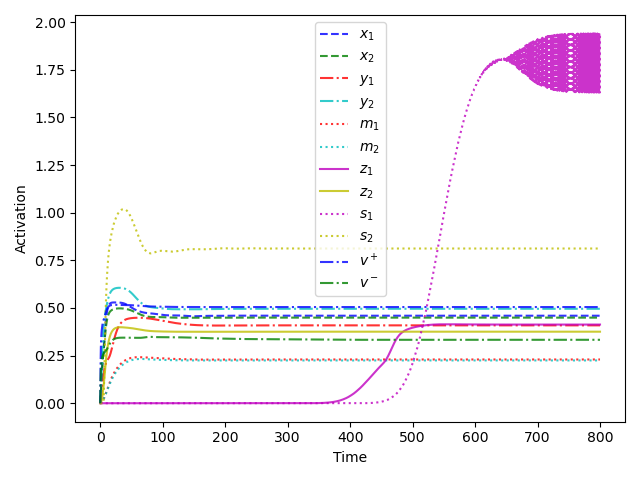 2.00
1.75
1.50
1.25
1.00
0.75
0.50
0.25
0.00
Activation
x₁
x₂
y₁
y₂
m₁
m₂
z₁
z₂
s₁
s₂
v⁺
v⁻
0 100 200 300 400 500 600 700 800
Time